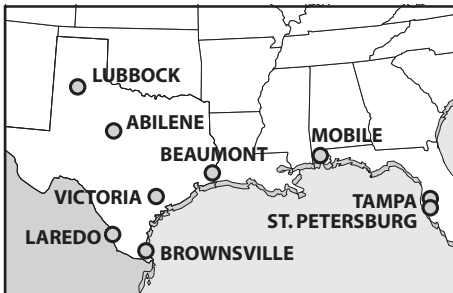 LUBBOCK
ABILENE
MOBILE
BEAUMONT
VICTORIA
TAMPA
ST. PETERSBURG
LAREDO
BROWNSVILLE